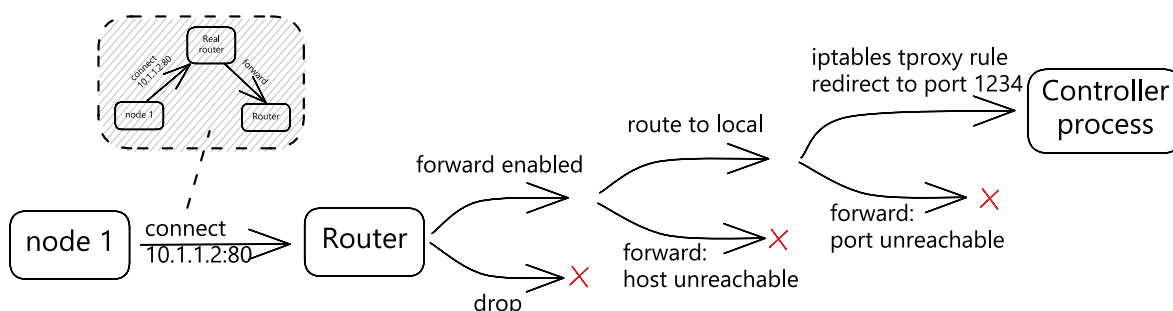 Real
router
connect
10.1.1.2:80
forward
node 1
Router
node 1
connect
10.1.1.2:80
Router
forward enabled
drop
route to local
forward:
host unreachable
iptables tproxy rule
redirect to port 1234
forward:
port unreachable
Controller
process